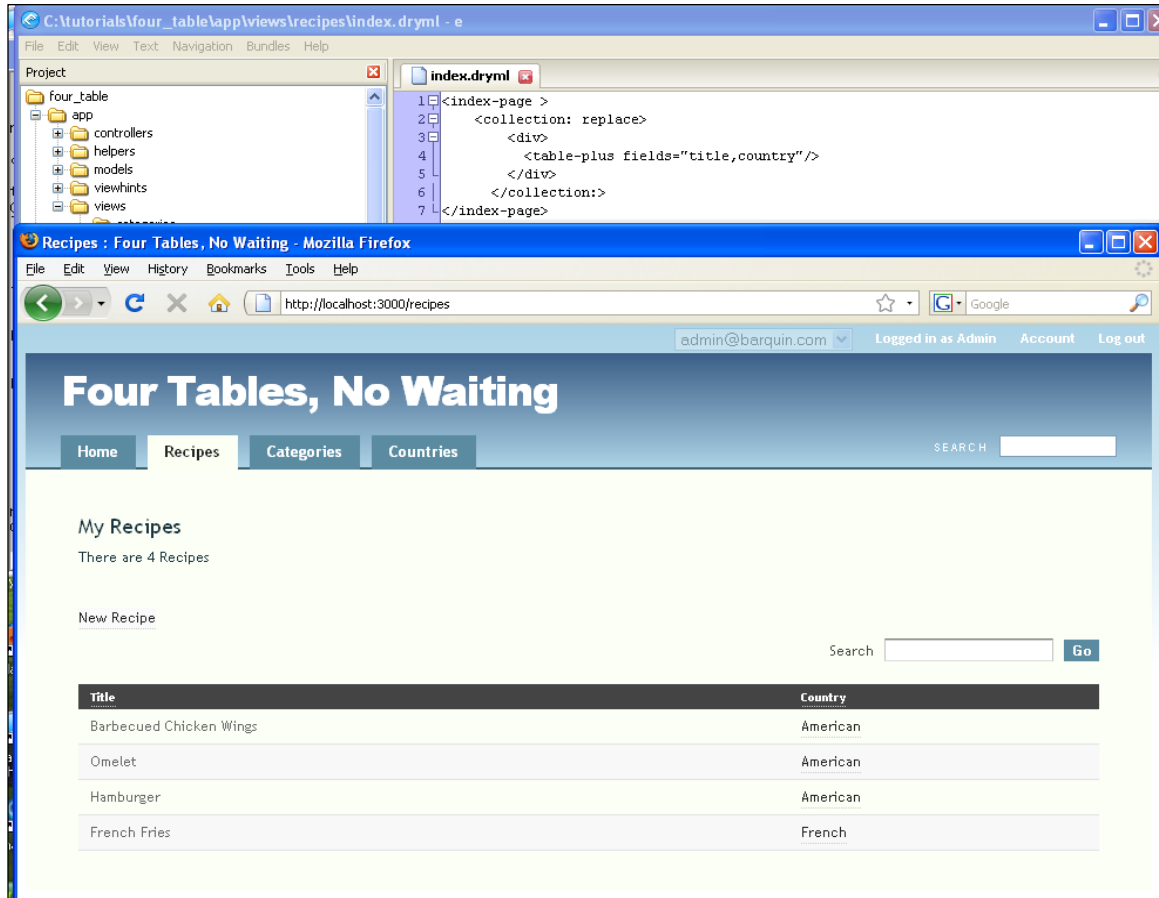 C:\tutorials\four_table\app\views\recipes\index.dryml - e
File Edit View Text Navigation Bundles Help
Project
four_table
app
controllers
helpers
models
viewhints
views
index.dryml
1 <index-page >
2 <collection: replace>
3 <div>
4 <table-plus fields="title,country"/>
5 </div>
6 </collection:>
7 </index-page>
Recipes : Four Tables, No Waiting - Mozilla Firefox
File Edit View History Bookmarks Tools Help
http://localhost:3000/recipes
G Google
admin@barquin.com Logged in as Admin Account Log out
Four Tables, No Waiting
Home Recipes Categories Countries
SEARCH
My Recipes
There are 4 Recipes
New Recipe
Search Go
Title Country
Barbecued Chicken Wings American
Omelet American
Hamburger American
French Fries French